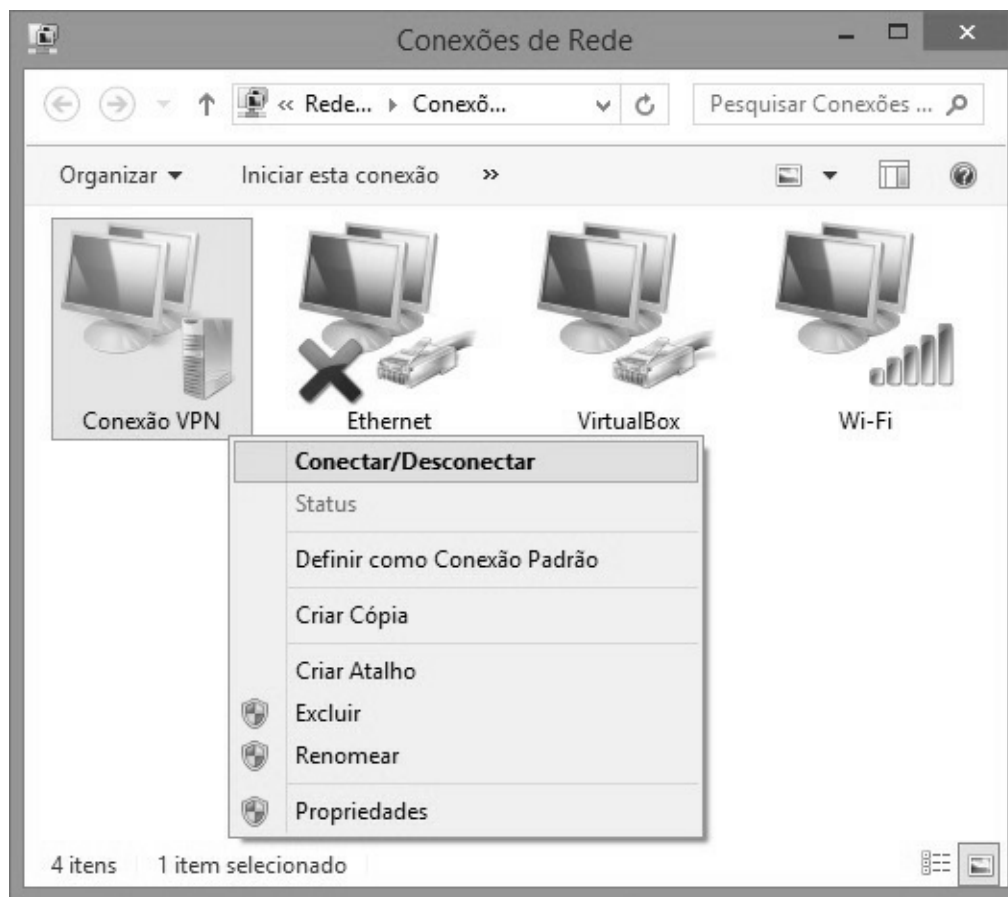 Conexões de Rede
« Rede... Conexõ...
Pesquisar Conexões ...
Organizar
Iniciar esta conexão
»
Conexão VPN
Ethernet
VirtualBox
Wi-Fi
Conectar/Desconectar
Status
Definir como Conexão Padrão
Criar Cópia
Criar Atalho
Excluir
Renomear
Propriedades
4 itens
1 item selecionado